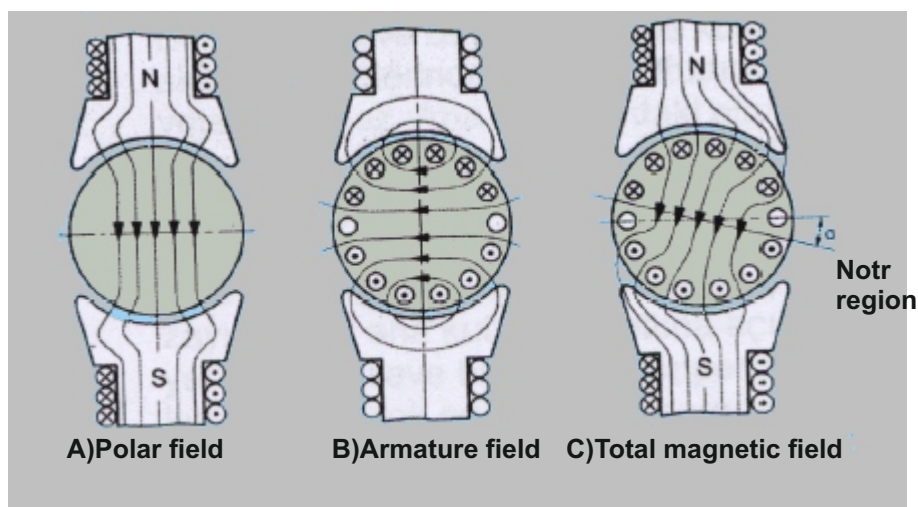 N
N
S
S
α
Notr
region
A)Polar field
B)Armature field
C)Total magnetic field